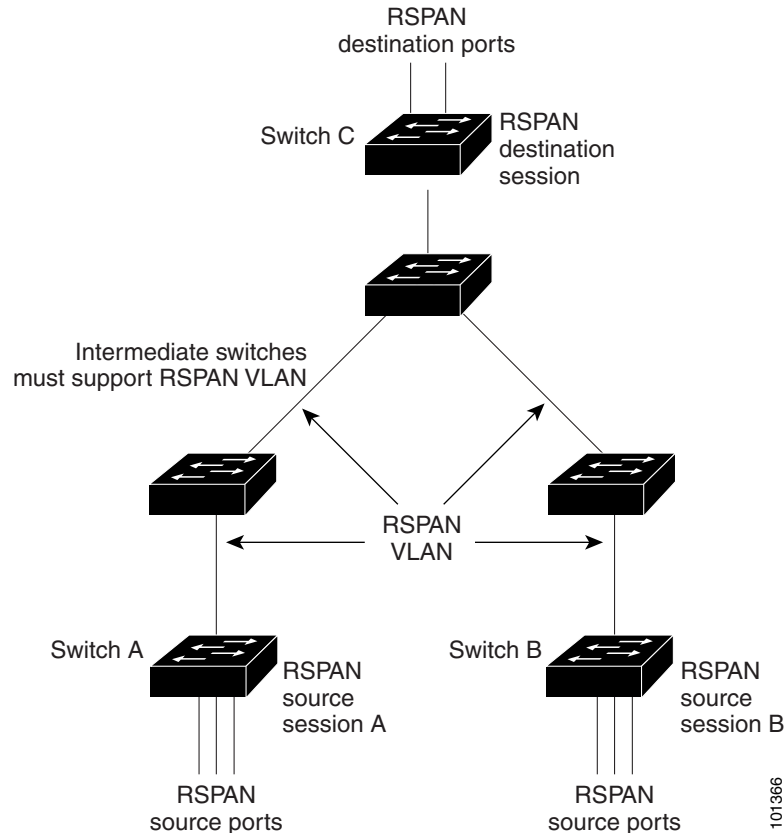 RSPAN
destination ports
Switch C
RSPAN
destination
session
Intermediate switches
must support RSPAN VLAN
RSPAN
VLAN
Switch A
RSPAN
source
session A
Switch B
RSPAN
source
session B
RSPAN
source ports
RSPAN
source ports
101366